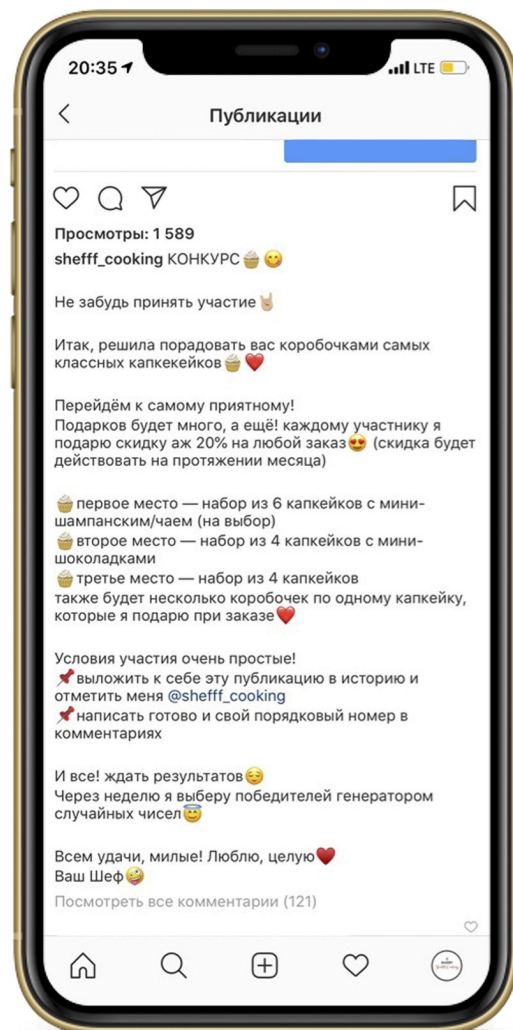 20:35
LTE
Публикации
Просмотры: 1 589
shefff_cooking КОНКУРС🧁😋
Не забудь принять участие🤘🏼
Итак, решила порадовать вас коробочками самых
классных капкекейков🧁❤️
Перейдём к самому приятному!
Подарков будет много, а ещё! каждому участнику я
подарю скидку аж 20% на любой заказ😍 (скидка будет
действовать на протяжении месяца)
🧁первое место — набор из 6 капкейков с мини-
шампанским/чаем (на выбор)
🧁второе место — набор из 4 капкейков с мини-
шоколадками
🧁третье место — набор из 4 капкейков
также будет несколько коробочек по одному капкейку,
которые я подарю при заказе❤️
Условия участия очень простые!
📌выложить к себе эту публикацию в историю и
отметить меня @shefff_cooking
📌написать готово и свой порядковый номер в
комментариях
И все! ждать результатов😌
Через неделю я выберу победителей генератором
случайных чисел😇
Всем удачи, милые! Люблю, целую♥️
Ваш Шеф🤪
Посмотреть все комментарии (121)